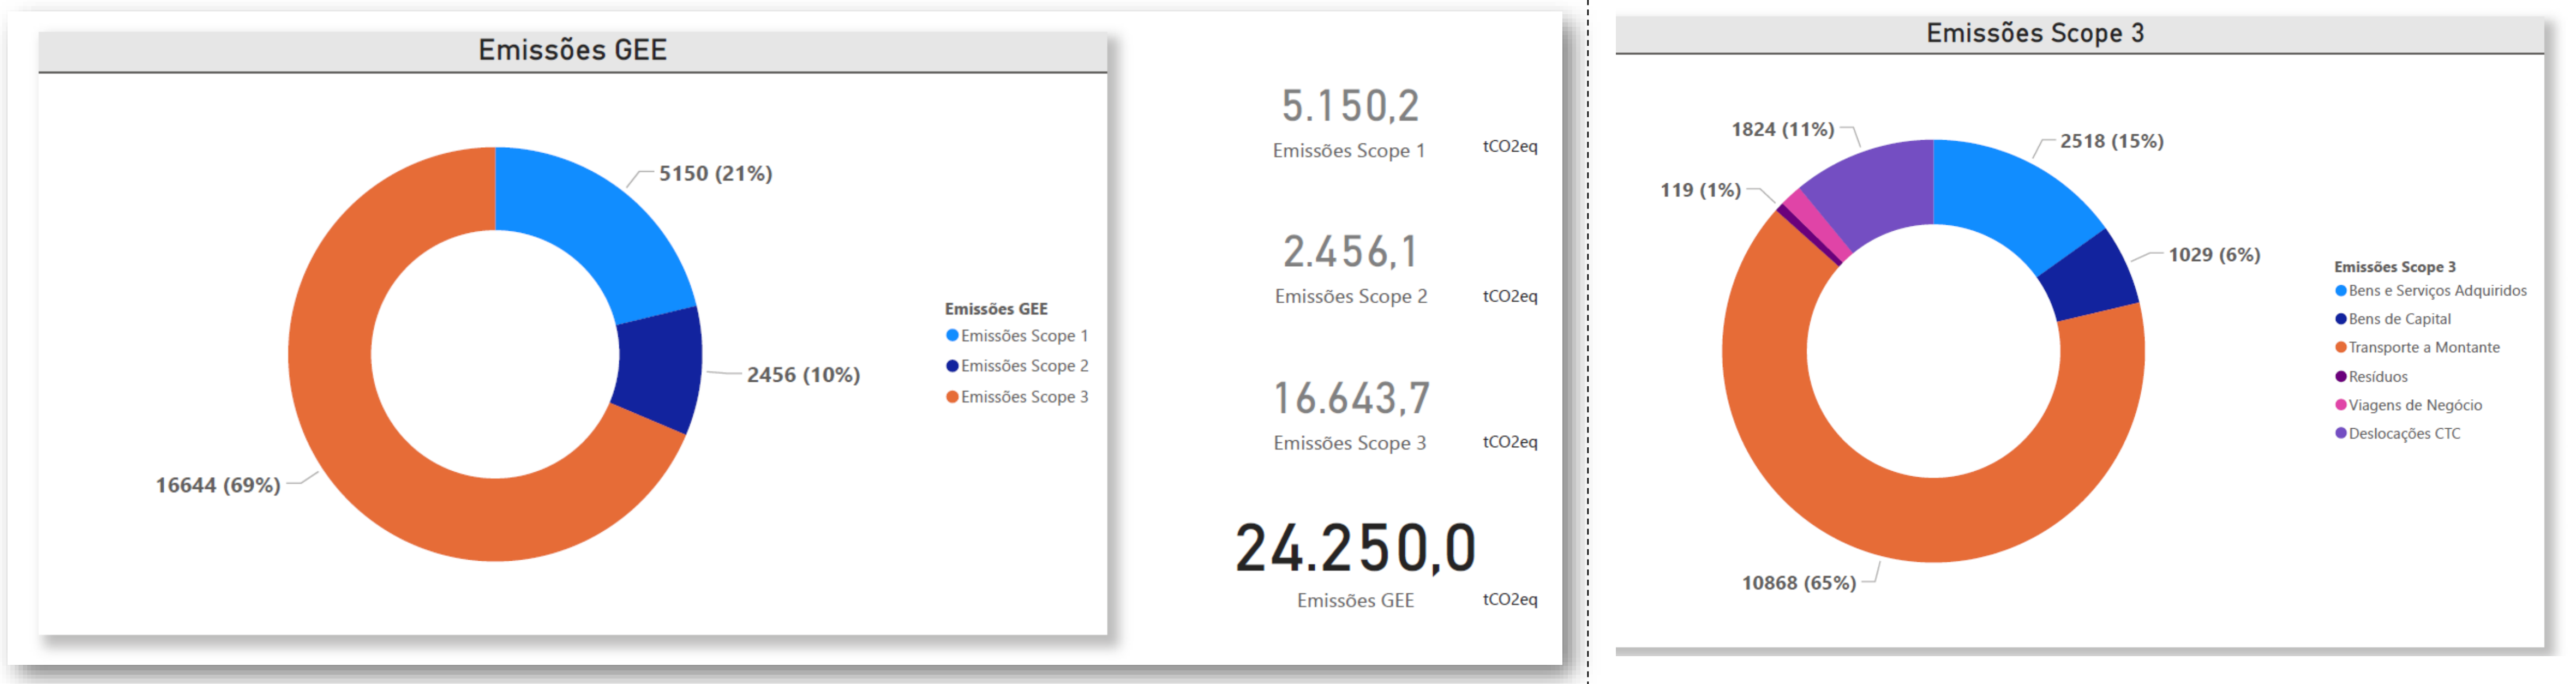 Emissões GEE
5150 (21%)
2456 (10%)
16644 (69%)
Emissões GEE
Emissões Scope 1
Emissões Scope 2
Emissões Scope 3
5.150,2
Emissões Scope 1 tCO2eq
2.456,1
Emissões Scope 2 tCO2eq
16.643,7
Emissões Scope 3 tCO2eq
24.250,0
Emissões GEE tCO2eq
Emissões Scope 3
1824 (11%)
2518 (15%)
119 (1%)
1029 (6%)
10868 (65%)
Emissões Scope 3
Bens e Serviços Adquiridos
Bens de Capital
Transporte a Montante
Resíduos
Viagens de Negócio
Deslocações CTC